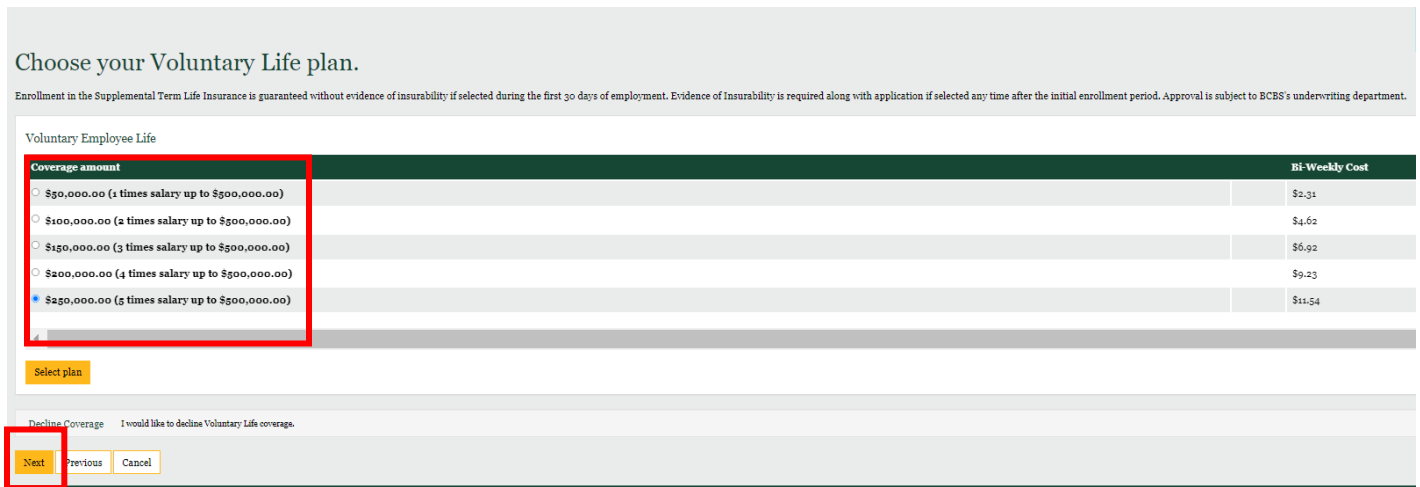 Choose your Voluntary Life plan.
Enrollment in the Supplemental Term Life Insurance is guaranteed without evidence of insurability if selected during the first 30 days of employment. Evidence of Insurability is required along with application if selected any time after the initial enrollment period. Approval is subject to BCBS's underwriting department.
Voluntary Employee Life
Coverage amount Bi-Weekly Cost
$50,000.00 (1 times salary up to $500,000.00) $2.31
$100,000.00 (2 times salary up to $500,000.00) $4.62
$150,000.00 (3 times salary up to $500,000.00) $6.92
$200,000.00 (4 times salary up to $500,000.00) $9.23
$250,000.00 (5 times salary up to $500,000.00) $11.54
Select plan
Decline Coverage I would like to decline Voluntary Life coverage.
Next Previous Cancel